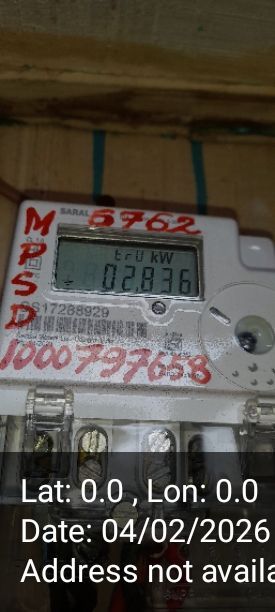 SARAL
5762
M
P
S
D
kW
02.836
17288929
1000797658
Lat: 0.0 , Lon: 0.0
Date: 04/02/2026
Address not availa